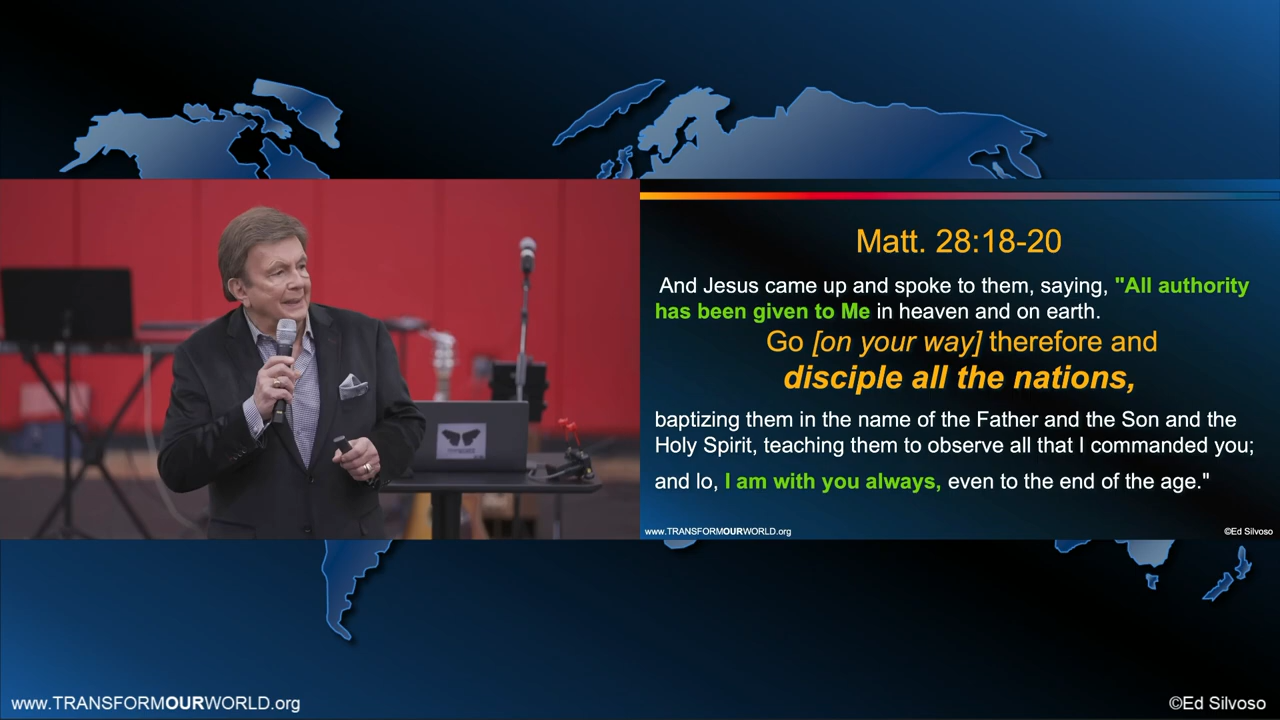 Matt. 28:18-20
And Jesus came up and spoke to them, saying, "All authority
has been given to Me in heaven and on earth.
Go [on your way] therefore and
disciple all the nations,
baptizing them in the name of the Father and the Son and the
Holy Spirit, teaching them to observe all that I commanded you;
and lo, I am with you always, even to the end of the age."
www.TRANSFORMOURWORLD.org
©Ed Silvoso
www.TRANSFORMOURWORLD.org
©Ed Silvoso